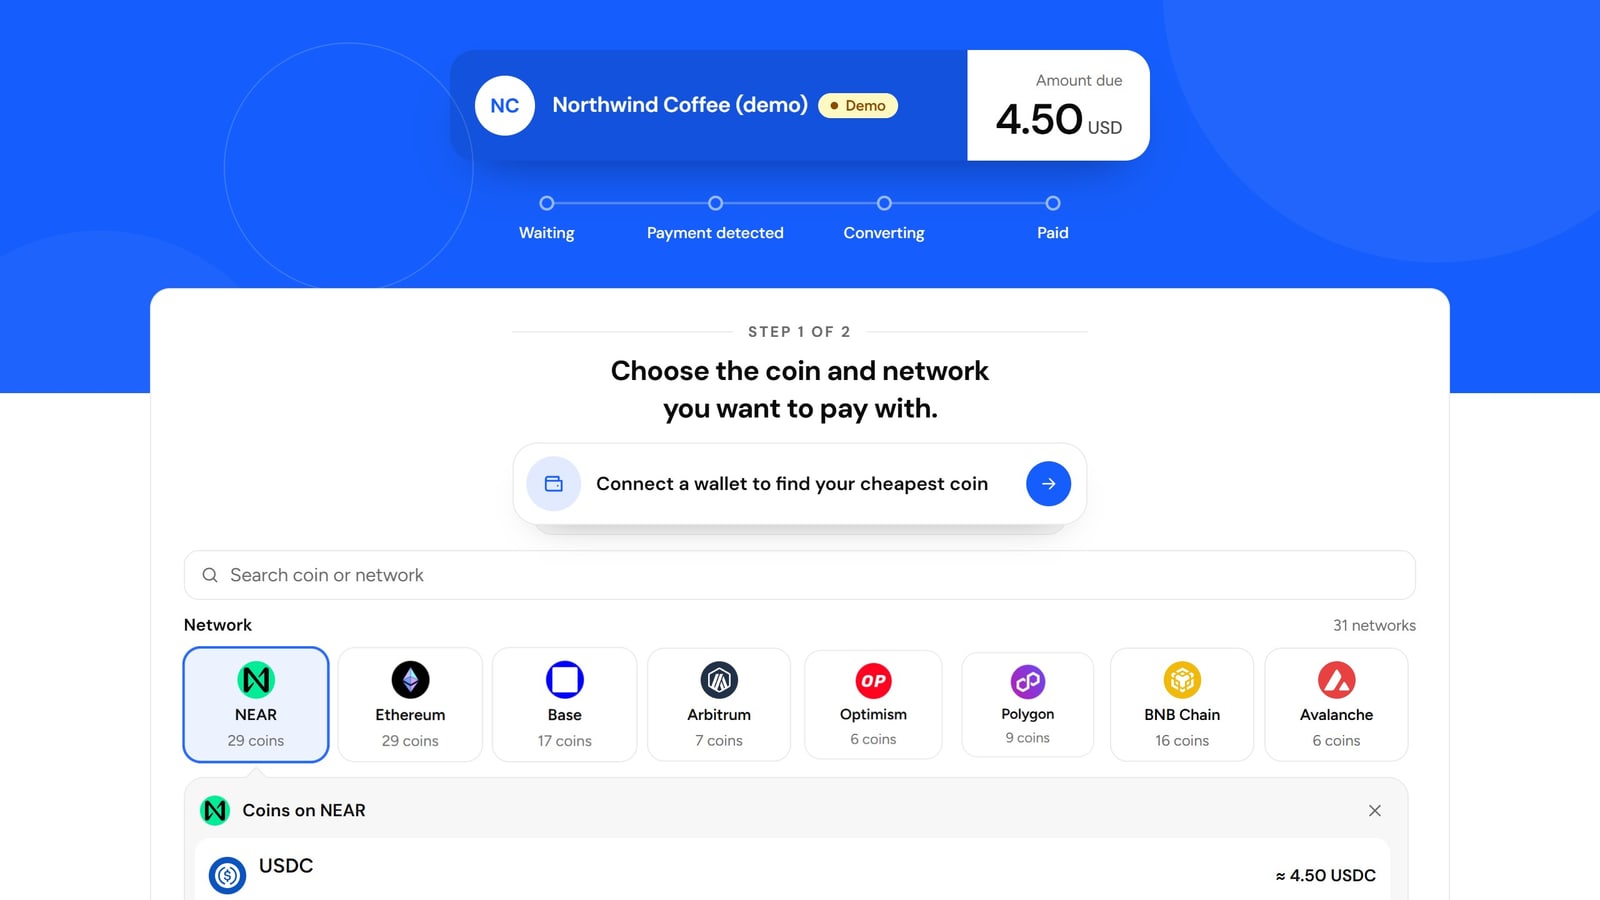 NC
Northwind Coffee (demo)
Demo
Amount due
4.50 USD
Waiting
Payment detected
Converting
Paid
STEP 1 OF 2
Choose the coin and network
you want to pay with.
Connect a wallet to find your cheapest coin
Search coin or network
Network
31 networks
NEAR
29 coins
Ethereum
29 coins
Base
17 coins
Arbitrum
7 coins
OP
Optimism
6 coins
Polygon
9 coins
BNB Chain
16 coins
Avalanche
6 coins
Coins on NEAR
USDC
≈ 4.50 USDC